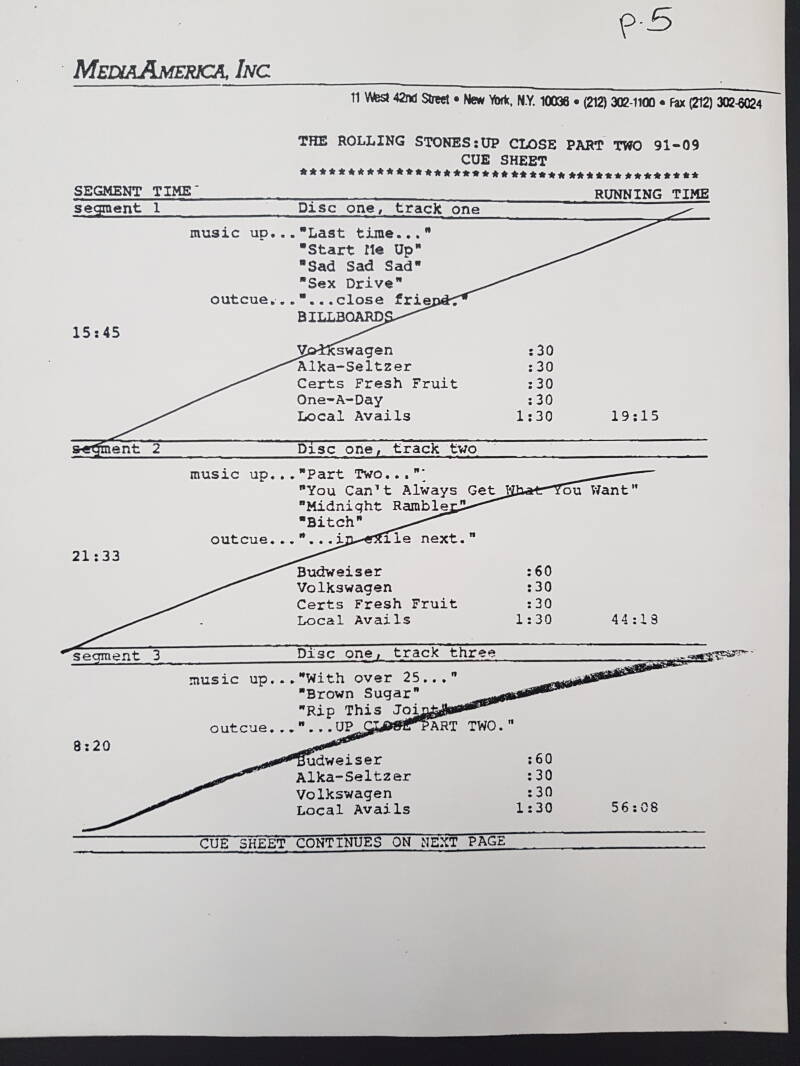 p.5
MEDIAAMERICA, INC.
11 West 42nd Street • New York, N.Y. 10036 • (212) 302-1100 • Fax (212) 302-6024
THE ROLLING STONES:UP CLOSE PART TWO 91-09
CUE SHEET
******************************************
SEGMENT TIME RUNNING TIME
segment 1 Disc one, track one
music up..."Last time..."
"Start Me Up"
"Sad Sad Sad"
"Sex Drive"
outcue..."...close friend."
BILLBOARDS
15:45
Volkswagen :30
Alka-Seltzer :30
Certs Fresh Fruit :30
One-A-Day :30
Local Avails 1:30 19:15
segment 2 Disc one, track two
music up..."Part Two..."
"You Can't Always Get What You Want"
"Midnight Rambler"
"Bitch"
outcue..."...in exile next."
21:33
Budweiser :60
Volkswagen :30
Certs Fresh Fruit :30
Local Avails 1:30 44:18
segment 3 Disc one, track three
music up..."With over 25..."
"Brown Sugar"
"Rip This Joint"
outcue..."...UP CLOSE PART TWO."
8:20
Budweiser :60
Alka-Seltzer :30
Volkswagen :30
Local Avails 1:30 56:08
CUE SHEET CONTINUES ON NEXT PAGE